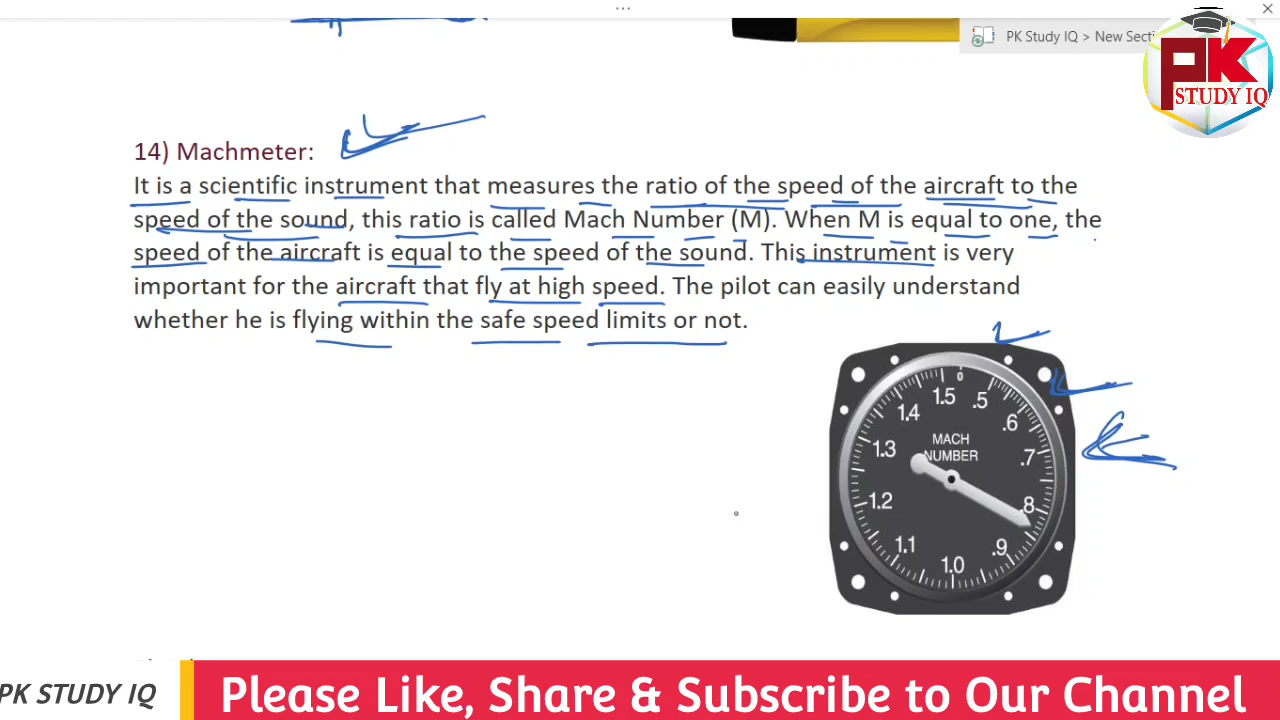 PK Study IQ > New Secti
PK
STUDY IQ
14) Machmeter:
It is a scientific instrument that measures the ratio of the speed of the aircraft to the
speed of the sound, this ratio is called Mach Number (M). When M is equal to one, the
speed of the aircraft is equal to the speed of the sound. This instrument is very
important for the aircraft that fly at high speed. The pilot can easily understand
whether he is flying within the safe speed limits or not.
0
.5
.6
.7
.8
.9
1.0
1.1
1.2
1.3
1.4
1.5
MACH
NUMBER
PK STUDY IQ
Please Like, Share & Subscribe to Our Channel